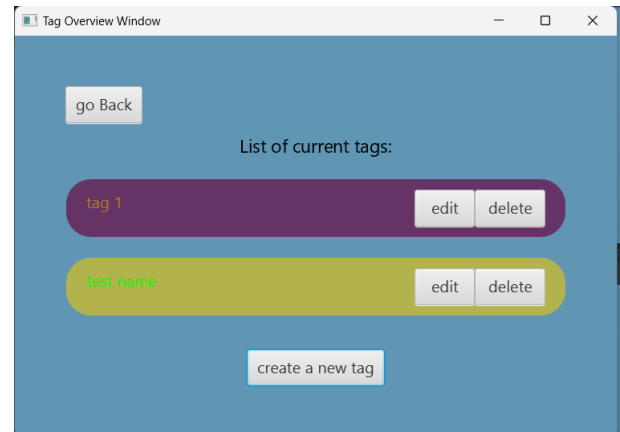 Tag Overview Window
go Back
List of current tags:
tag 1 edit delete
test name edit delete
create a new tag